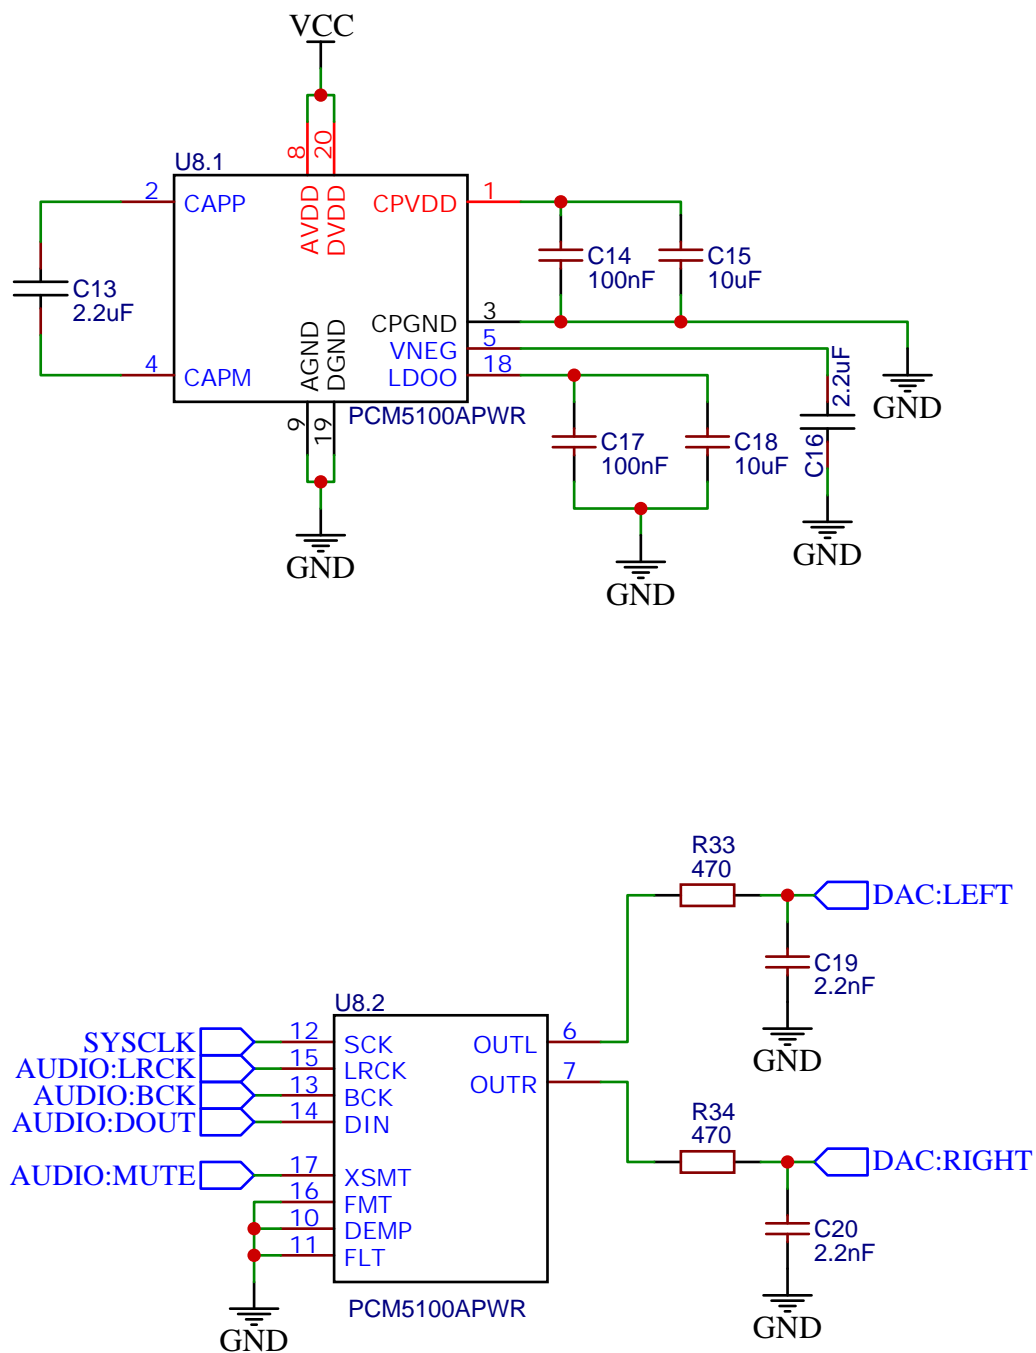 VCC
U8.1
8
20
2
CAPP
AVDD
DVDD
CPVDD
1
C14
100nF
C15
10uF
C13
2.2uF
CPGND
3
VNEG
5
LDOO
18
4
CAPM
AGND
DGND
9
19
PCM5100APWR
GND
C17
100nF
C18
10uF
GND
2.2uF
C16
GND
GND
R33
470
DAC:LEFT
C19
2.2nF
GND
U8.2
SYSCLK
12
SCK
AUDIO:LRCK
15
LRCK
AUDIO:BCK
13
BCK
AUDIO:DOUT
14
DIN
AUDIO:MUTE
17
XSMT
16
FMT
10
DEMP
11
FLT
OUTL
6
OUTR
7
R34
470
DAC:RIGHT
C20
2.2nF
GND
PCM5100APWR
GND